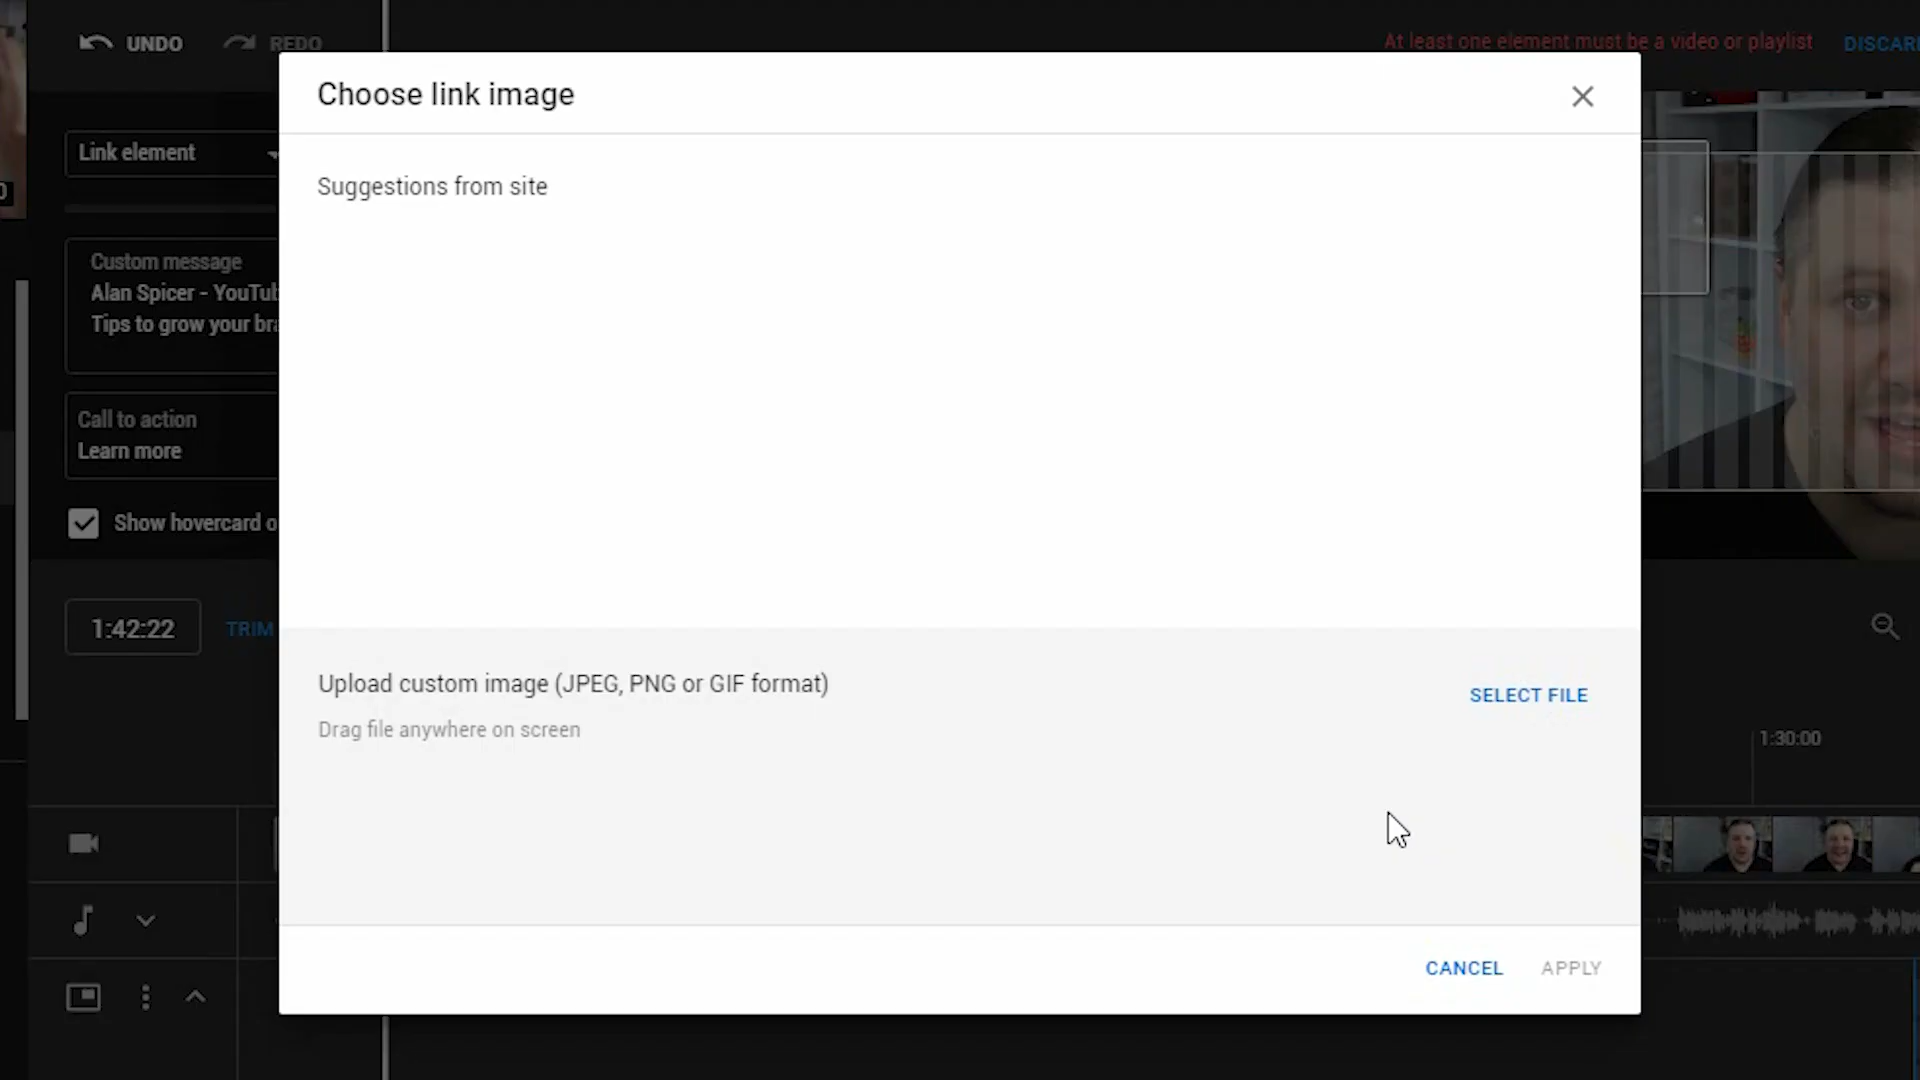 UNDO
REDO
At least one element must be a video or playlist
Choose link image
Link element
Suggestions from site
Custom message
Alan Spicer -
Tips to grow your
Call to action
Learn more
Show hovercard
1:42:22
TRIM
Upload custom image (JPEG, PNG or GIF format)
SELECT FILE
Drag file anywhere on screen
1:30:00
CANCEL
APPLY